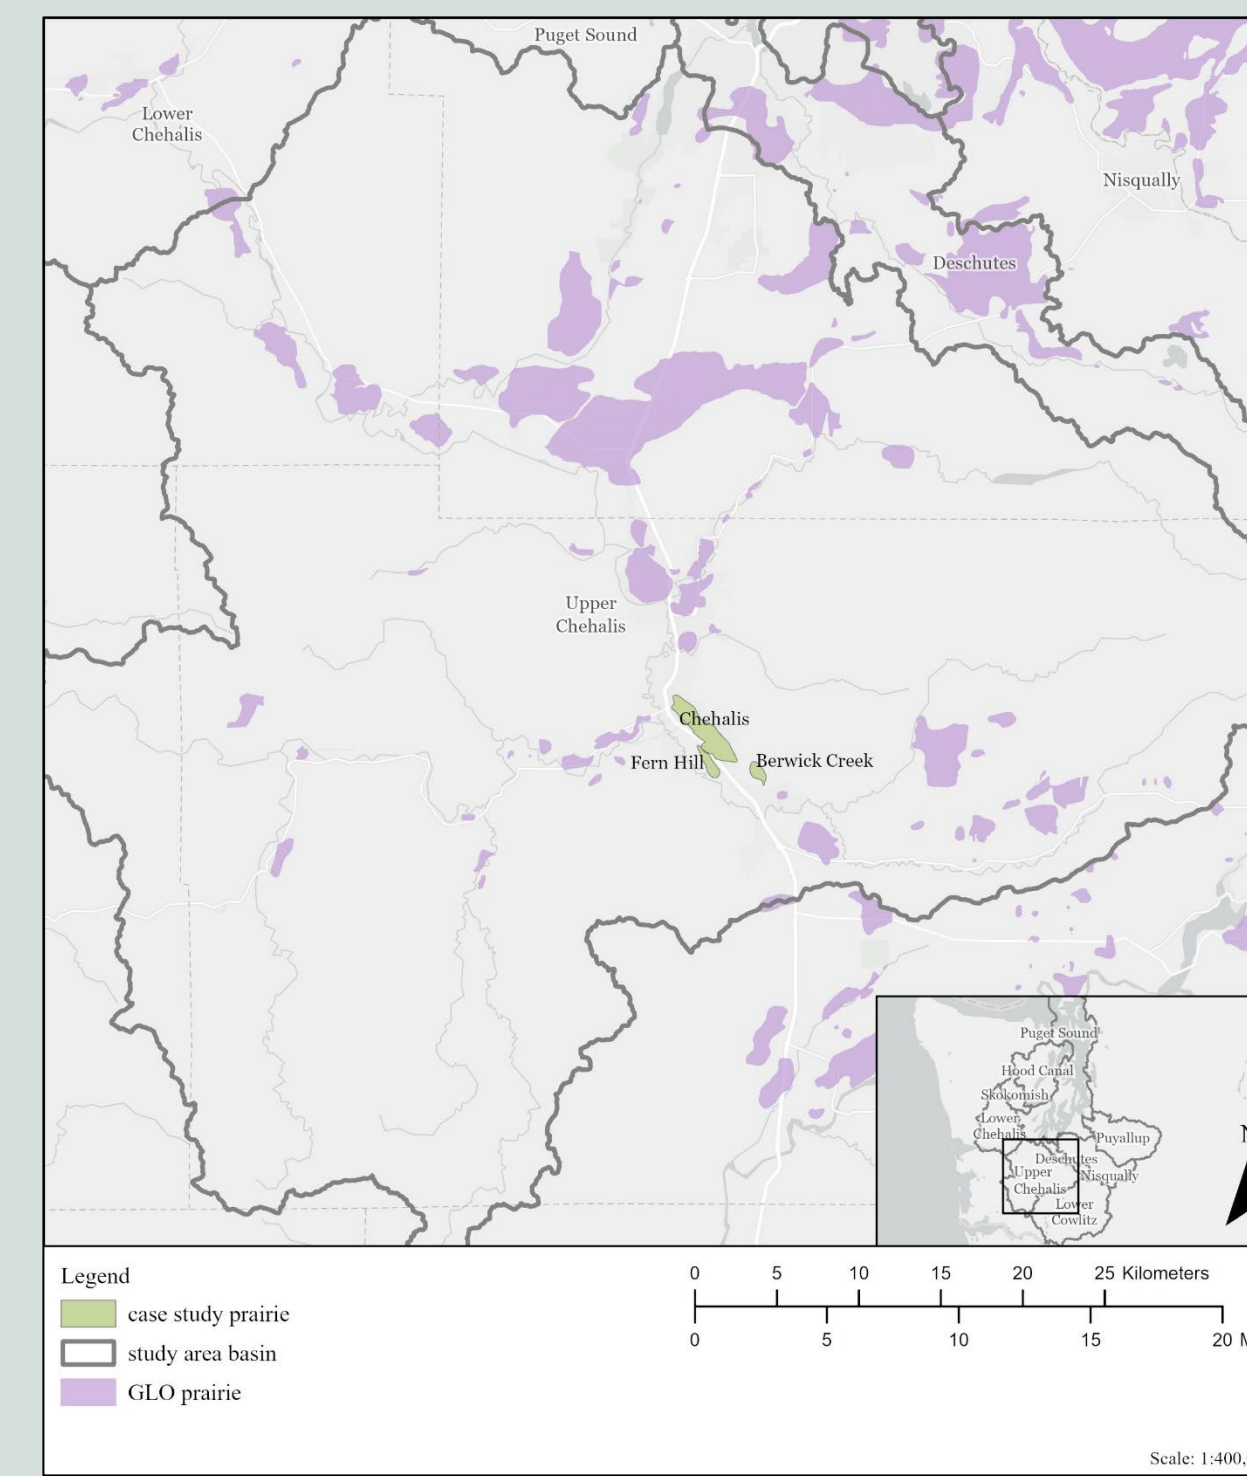 Puget Sound
Lower
Chehalis
Nisqually
Deschutes
Upper
Chehalis
Chehalis
Fern Hill
Berwick Creek
Puget Sound
Hood Canal
Skokomish
Lower
Chehalis
Puyallup
Deschutes
Upper
Nisqually
Chehalis
Lower
Cowlitz
N
Legend
case study prairie
study area basin
GLO prairie
0 5 10 15 20 25 Kilometers
0 5 10 15 20 M
Scale: 1:400,